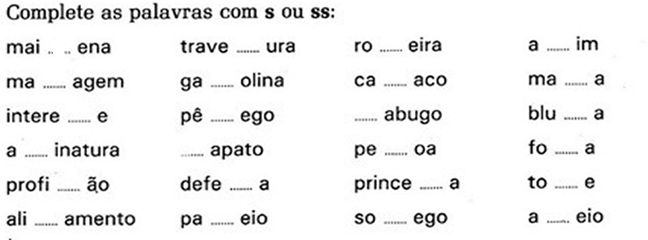 Complete as palavras com s ou ss:
mai .. .. ena trave ....... ura ro ....... eira a ....... im
ma ....... agem ga ....... olina ca ....... aco ma ....... a
intere ....... e pê ....... ego ....... abugo blu ....... a
a ....... inatura ....... apato pe ....... oa fo ....... a
profi ....... ão defe ....... a prince ....... a to ....... e
ali ....... amento pa ....... eio so ....... ego a ....... eio